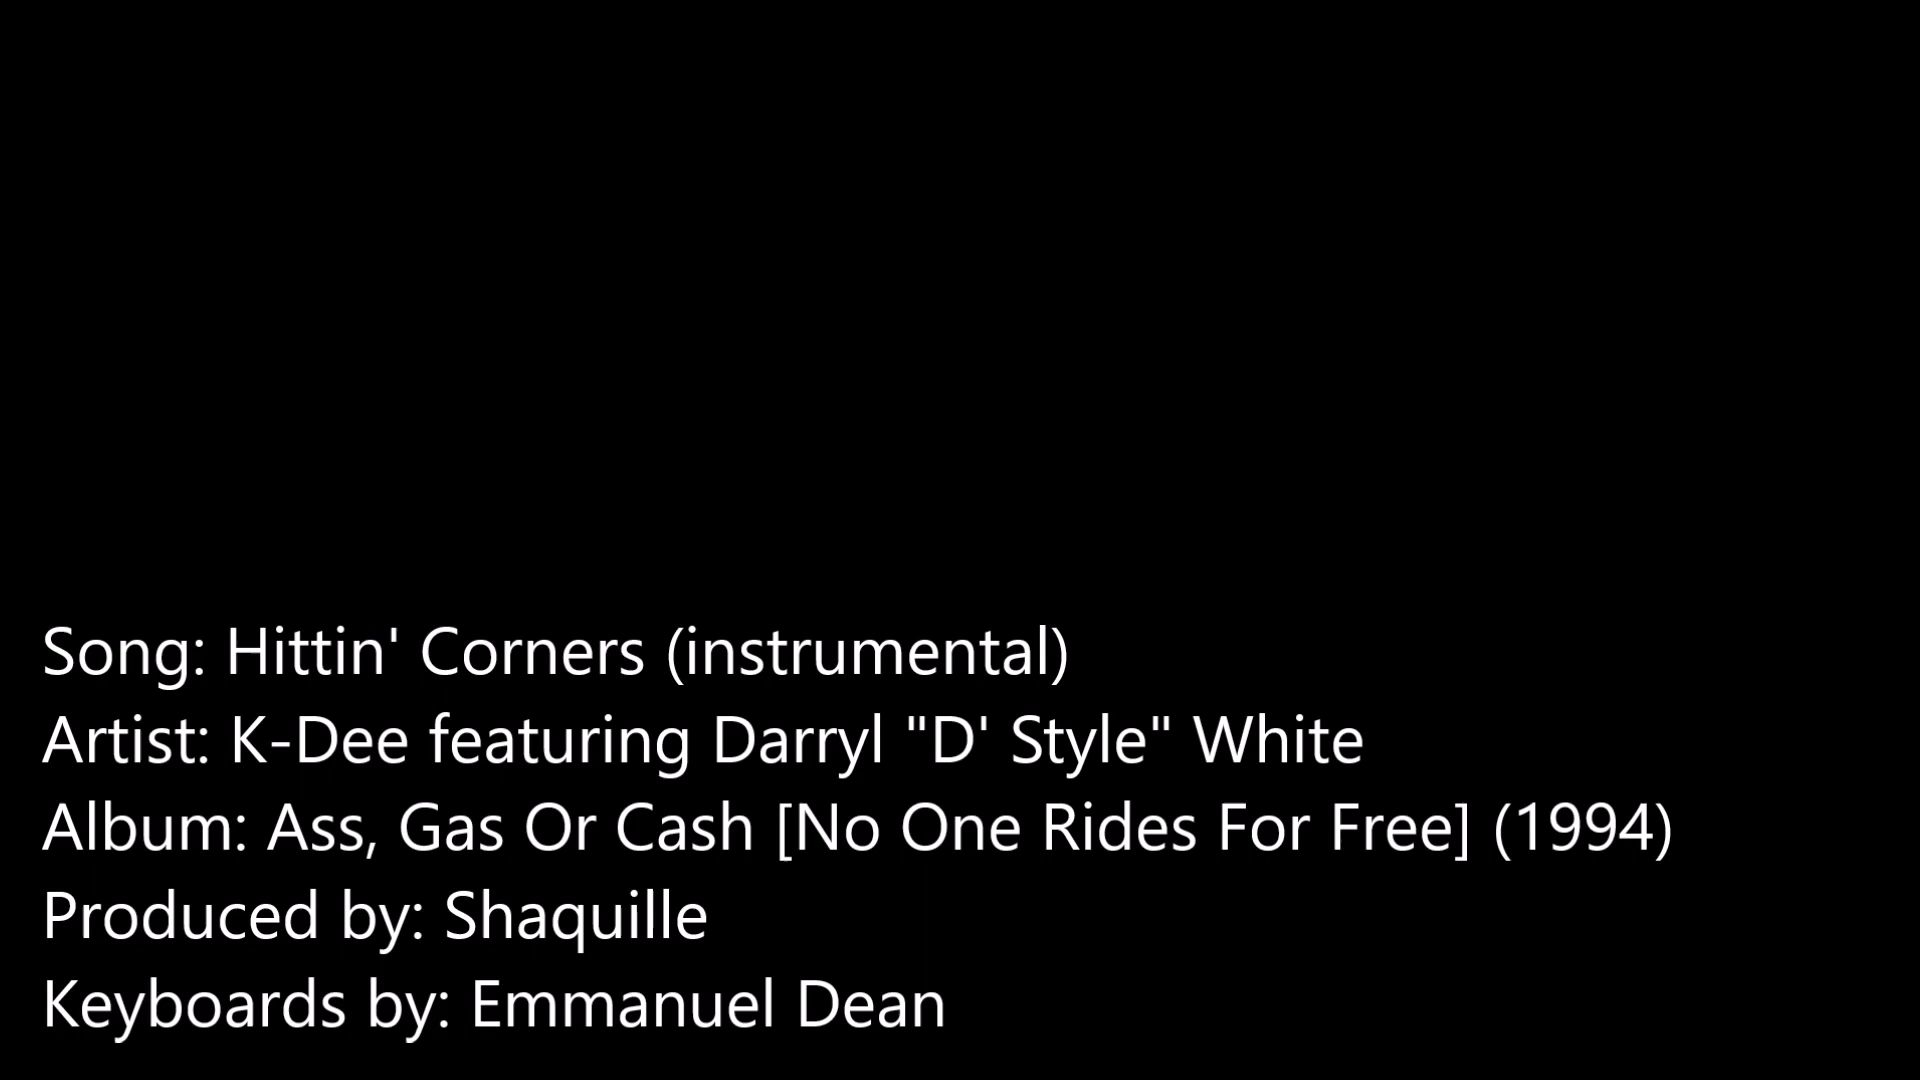 Song: Hittin' Corners (instrumental)
Artist: K-Dee featuring Darryl "D' Style" White
Album: Ass, Gas Or Cash [No One Rides For Free] (1994)
Produced by: Shaquille
Keyboards by: Emmanuel Dean